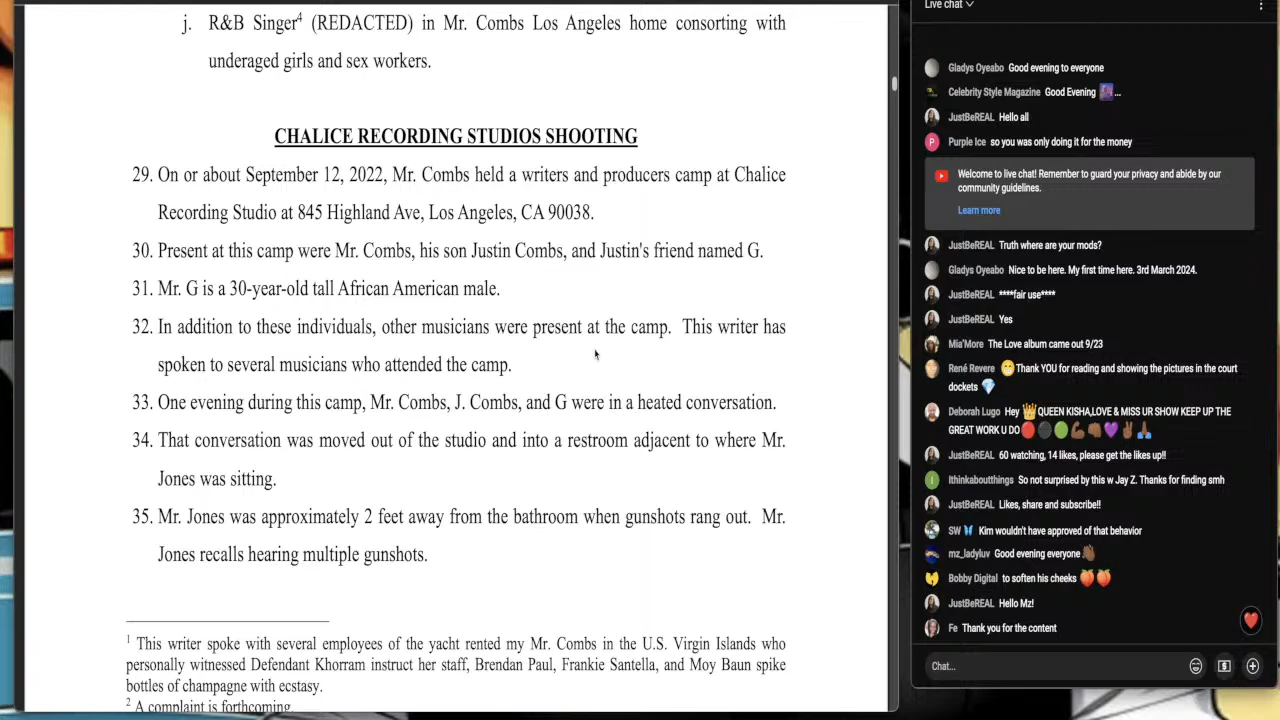 j. R&B Singer4 (REDACTED) in Mr. Combs Los Angeles home consorting with
underaged girls and sex workers.
CHALICE RECORDING STUDIOS SHOOTING
29. On or about September 12, 2022, Mr. Combs held a writers and producers camp at Chalice
Recording Studio at 845 Highland Ave, Los Angeles, CA 90038.
30. Present at this camp were Mr. Combs, his son Justin Combs, and Justin's friend named G.
31. Mr. G is a 30-year-old tall African American male.
32. In addition to these individuals, other musicians were present at the camp. This writer has
spoken to several musicians who attended the camp.
33. One evening during this camp, Mr. Combs, J. Combs, and G were in a heated conversation.
34. That conversation was moved out of the studio and into a restroom adjacent to where Mr.
Jones was sitting.
35. Mr. Jones was approximately 2 feet away from the bathroom when gunshots rang out. Mr.
Jones recalls hearing multiple gunshots.
1 This writer spoke with several employees of the yacht rented my Mr. Combs in the U.S. Virgin Islands who
personally witnessed Defendant Khorram instruct her staff, Brendan Paul, Frankie Santella, and Moy Baun spike
bottles of champagne with ecstasy.
2 A complaint is forthcoming
Live chat
Gladys Oyeabo Good evening to everyone
Celebrity Style Magazine Good Evening 🌆...
JustBeREAL Hello all
P Purple Ice so you was only doing it for the money
Welcome to live chat! Remember to guard your privacy and abide by our
community guidelines.
Learn more
JustBeREAL Truth where are your mods?
Gladys Oyeabo Nice to be here. My first time here. 3rd March 2024.
JustBeREAL ****fair use****
JustBeREAL Yes
Mia'More The Love album came out 9/23
René Revere 😁Thank YOU for reading and showing the pictures in the court
dockets 💎
Deborah Lugo Hey 👑QUEEN KISHA,LOVE & MISS UR SHOW KEEP UP THE
GREAT WORK U DO🔴⚫🟢💪🏾👊🏾💜✌🏾🙏🏾
JustBeREAL 60 watching, 14 likes, please get the likes up!!
I Ithinkaboutthings So not surprised by this w Jay Z. Thanks for finding smh
JustBeREAL Likes, share and subscribe!!
SW 🦋 Kim wouldn't have approved of that behavior
mz_ladyluv Good evening everyone👋🏾
Bobby Digital to soften his cheeks 🍑🍑
JustBeREAL Hello Mz!
Fe Thank you for the content
Chat...